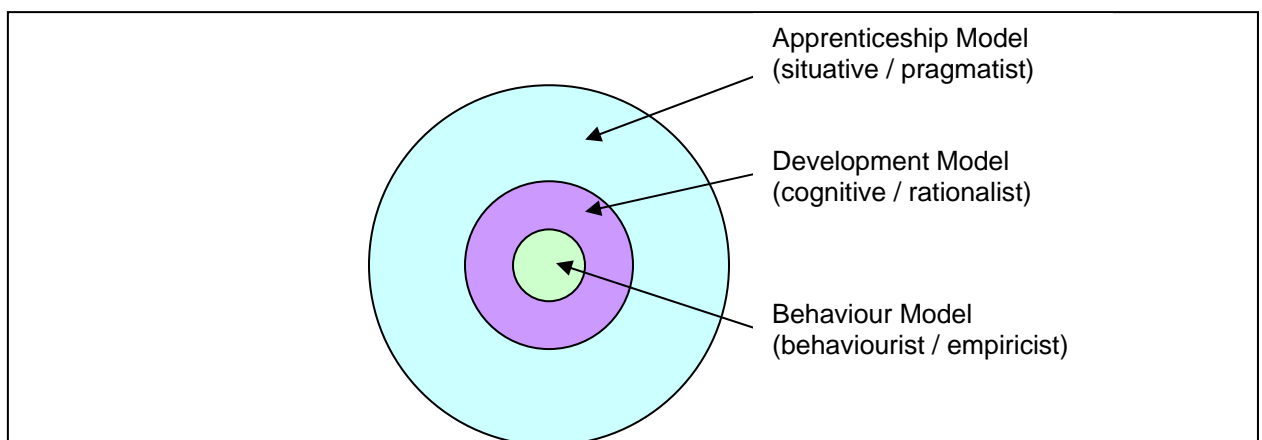 Apprenticeship Model
(situative / pragmatist)
Development Model
(cognitive / rationalist)
Behaviour Model
(behaviourist / empiricist)